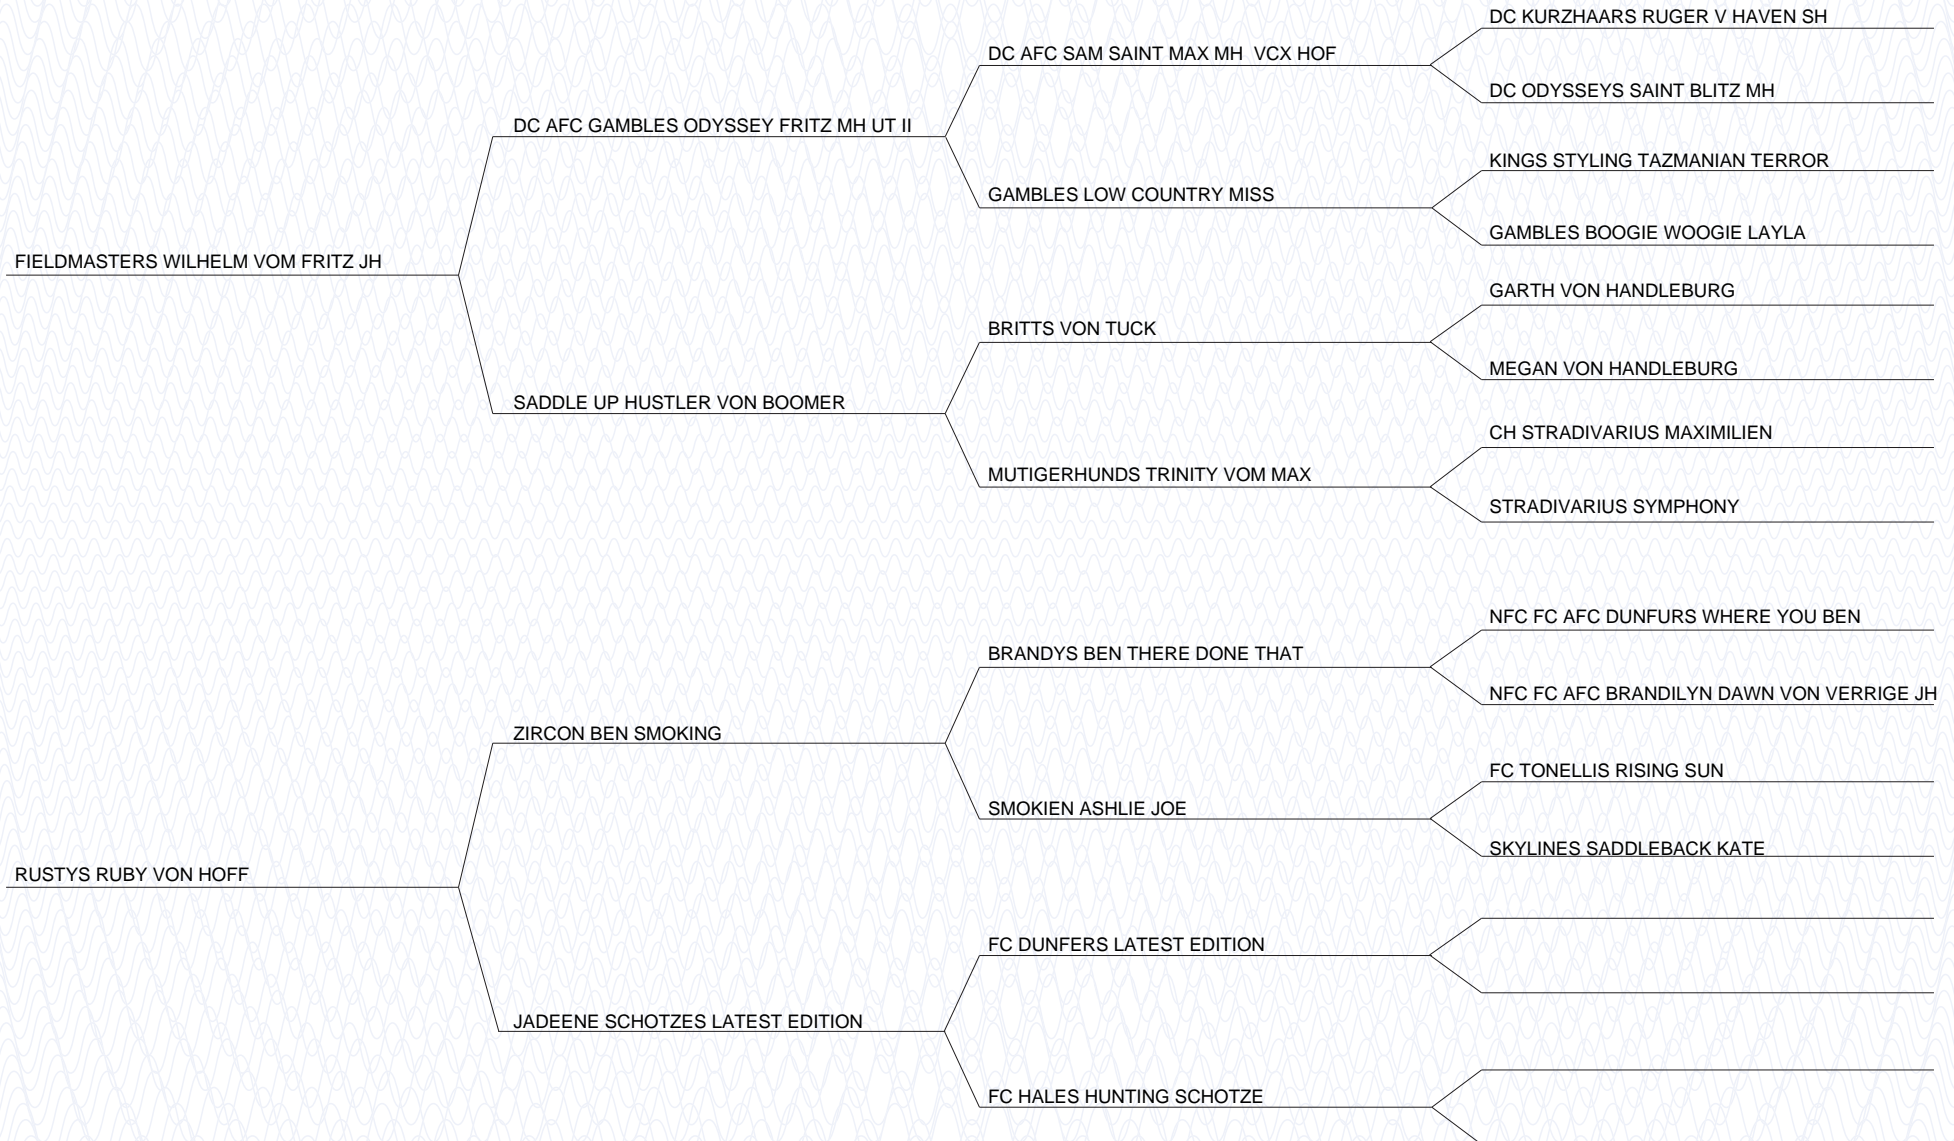 DC KURZHAARS RUGER V HAVEN SH
DC AFC SAM SAINT MAX MH  VCX HOF
DC ODYSSEYS SAINT BLITZ MH
DC AFC GAMBLES ODYSSEY FRITZ MH UT II
KINGS STYLING TAZMANIAN TERROR
GAMBLES LOW COUNTRY MISS
GAMBLES BOOGIE WOOGIE LAYLA
FIELDMASTERS WILHELM VOM FRITZ JH
GARTH VON HANDLEBURG
BRITTS VON TUCK
MEGAN VON HANDLEBURG
SADDLE UP HUSTLER VON BOOMER
CH STRADIVARIUS MAXIMILIEN
MUTIGERHUNDS TRINITY VOM MAX
STRADIVARIUS SYMPHONY
NFC FC AFC DUNFURS WHERE YOU BEN
BRANDYS BEN THERE DONE THAT
NFC FC AFC BRANDILYN DAWN VON VERRIGE JH
ZIRCON BEN SMOKING
FC TONELLIS RISING SUN
SMOKIEN ASHLIE JOE
SKYLINES SADDLEBACK KATE
RUSTYS RUBY VON HOFF
FC DUNFERS LATEST EDITION
JADEENE SCHOTZES LATEST EDITION
FC HALES HUNTING SCHOTZE